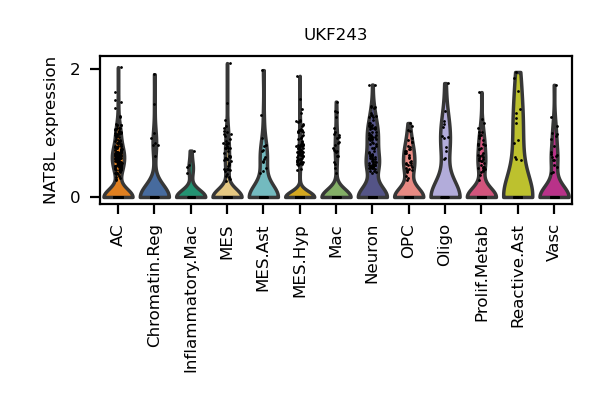 UKF243
NAT8L expression
2
0
AC
Chromatin.Reg
Inflammatory.Mac
MES
MES.Ast
MES.Hyp
Mac
Neuron
OPC
Oligo
Prolif.Metab
Reactive.Ast
Vasc